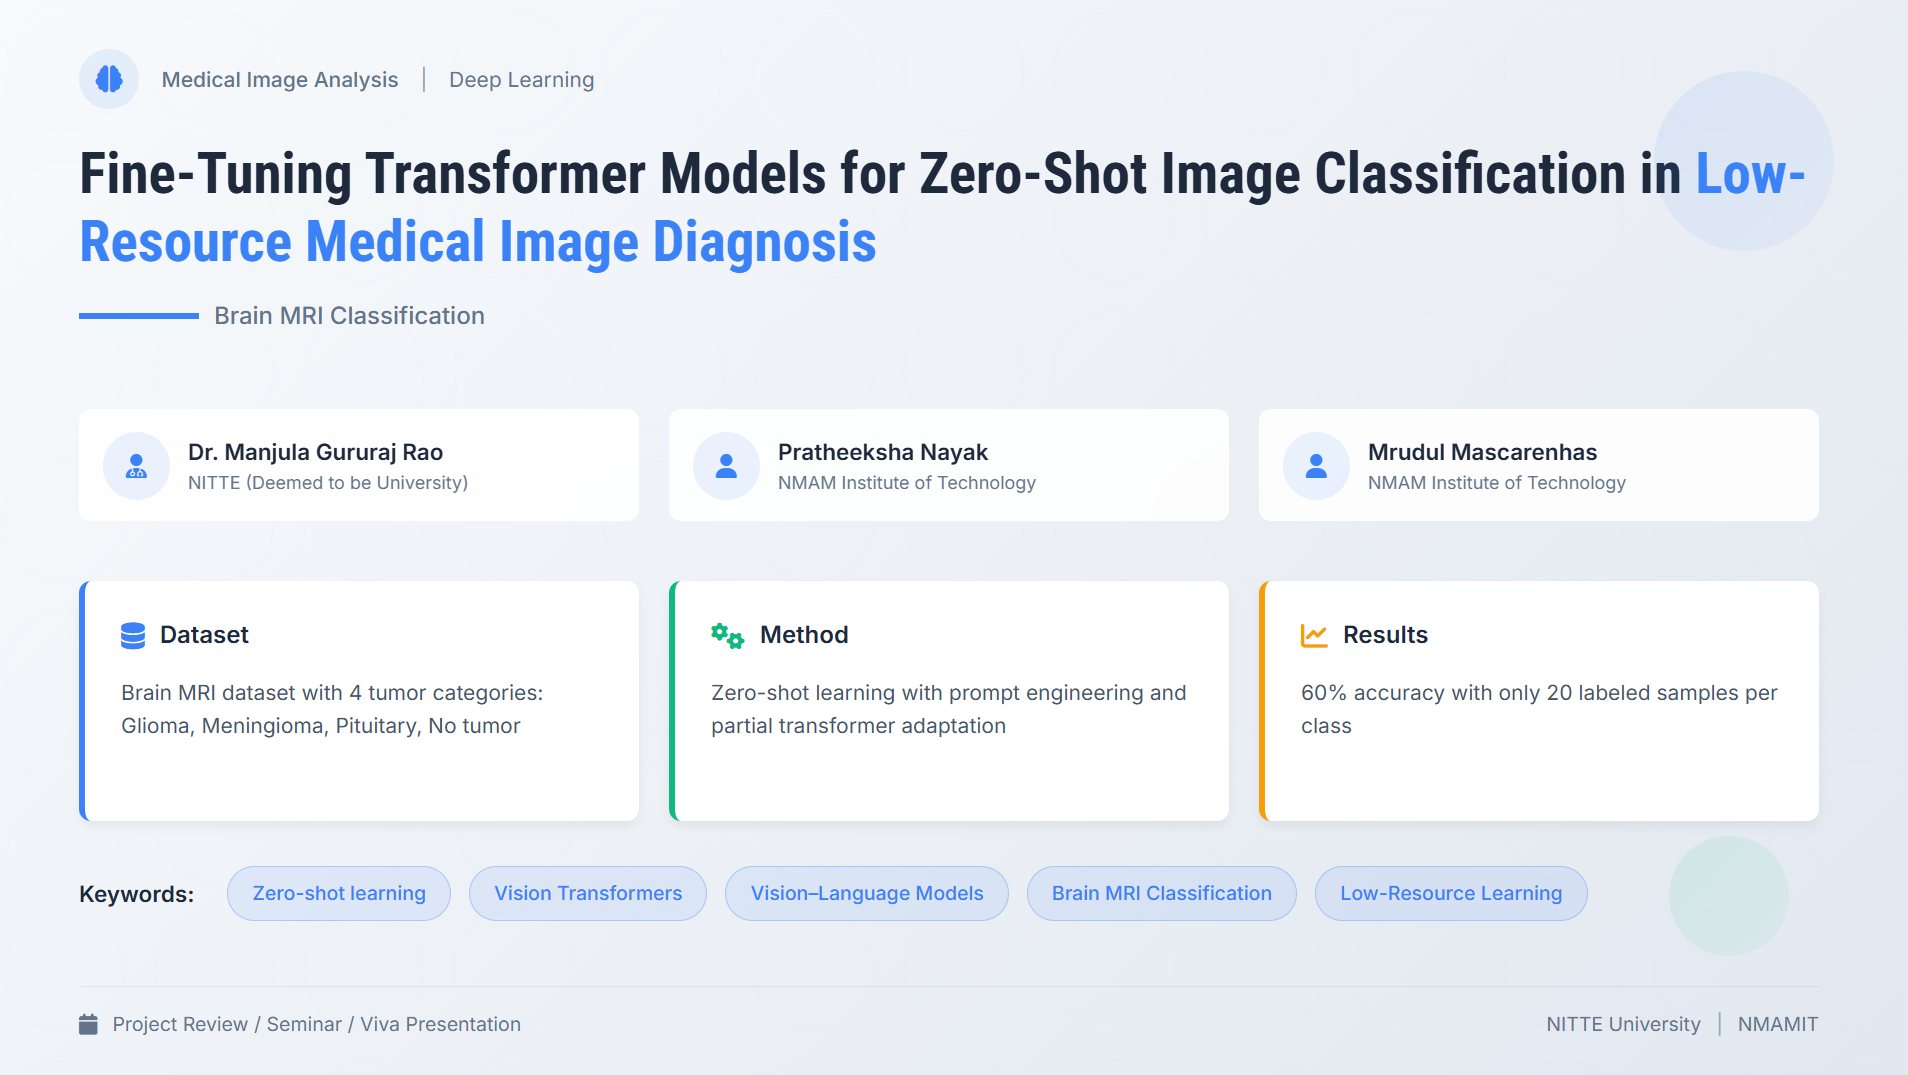 Medical Image Analysis | Deep Learning
Fine-Tuning Transformer Models for Zero-Shot Image Classification in Low-
Resource Medical Image Diagnosis
Brain MRI Classification
Dr. Manjula Gururaj Rao
NITTE (Deemed to be University)
Pratheeksha Nayak
NMAM Institute of Technology
Mrudul Mascarenhas
NMAM Institute of Technology
Dataset
Brain MRI dataset with 4 tumor categories:
Glioma, Meningioma, Pituitary, No tumor
Method
Zero-shot learning with prompt engineering and
partial transformer adaptation
Results
60% accuracy with only 20 labeled samples per
class
Keywords:
Zero-shot learning
Vision Transformers
Vision–Language Models
Brain MRI Classification
Low-Resource Learning
Project Review / Seminar / Viva Presentation
NITTE University | NMAMIT